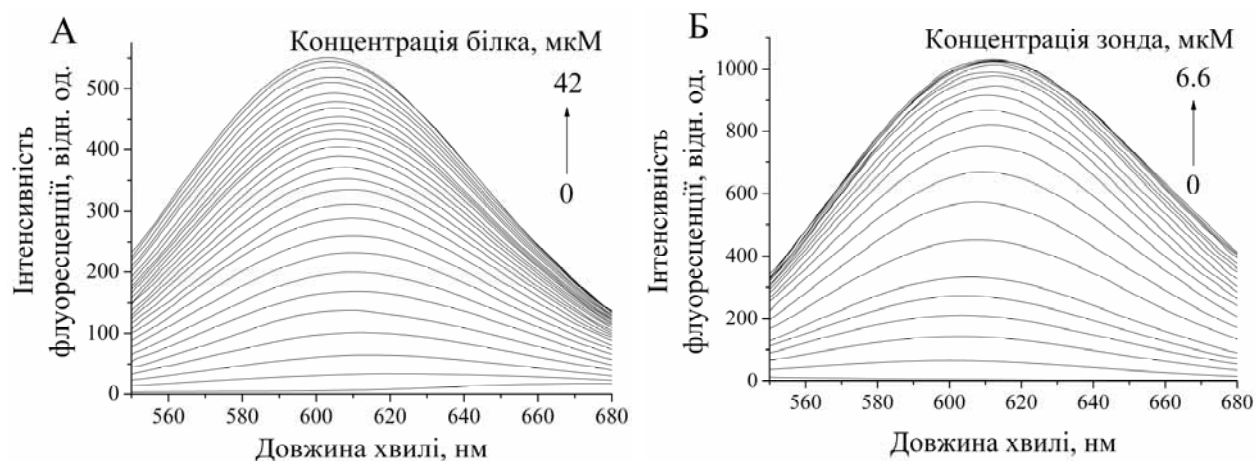 А
Концентрація білка, мкМ
42
0
Інтенсивність
флуоресценції, відн. од.
500
400
300
200
100
0
560 580 600 620 640 660 680
Довжина хвилі, нм
Б
Концентрація зонда, мкМ
6.6
0
Інтенсивність
флуоресценції, відн. од.
1000
800
600
400
200
0
560 580 600 620 640 660 680
Довжина хвилі, нм